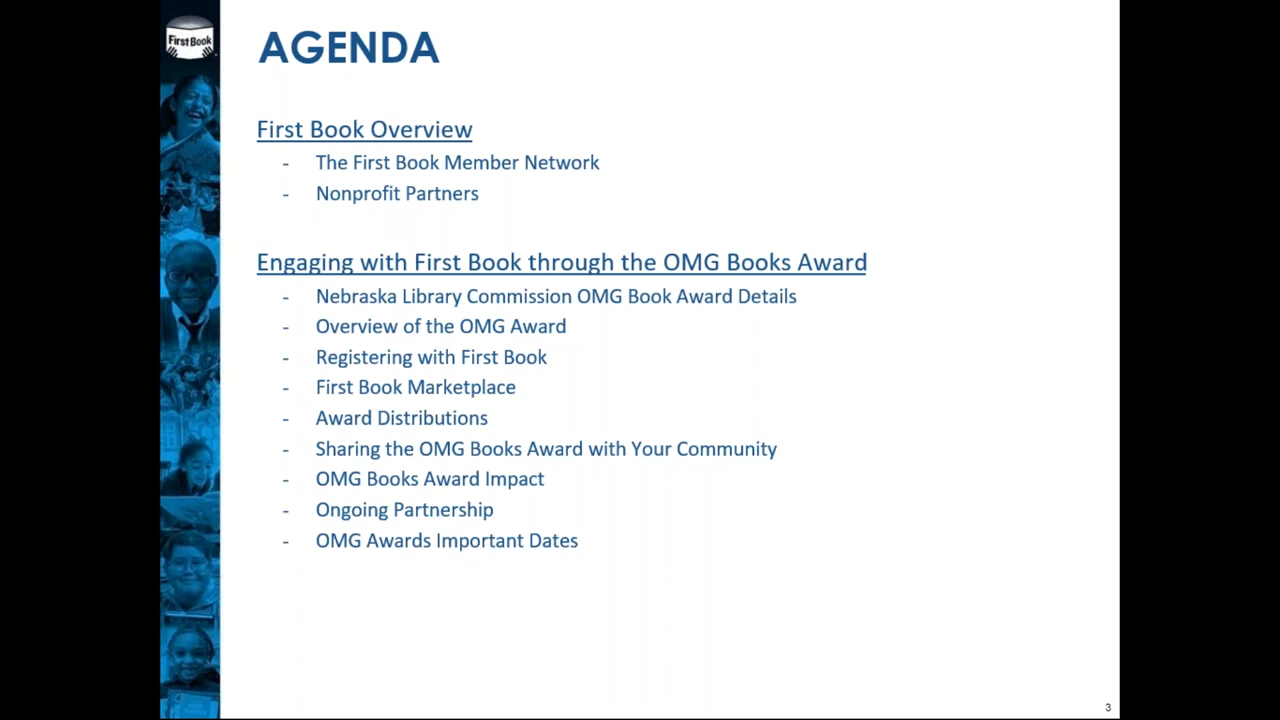 First Book
AGENDA
First Book Overview
- The First Book Member Network
- Nonprofit Partners
Engaging with First Book through the OMG Books Award
- Nebraska Library Commission OMG Book Award Details
- Overview of the OMG Award
- Registering with First Book
- First Book Marketplace
- Award Distributions
- Sharing the OMG Books Award with Your Community
- OMG Books Award Impact
- Ongoing Partnership
- OMG Awards Important Dates
3